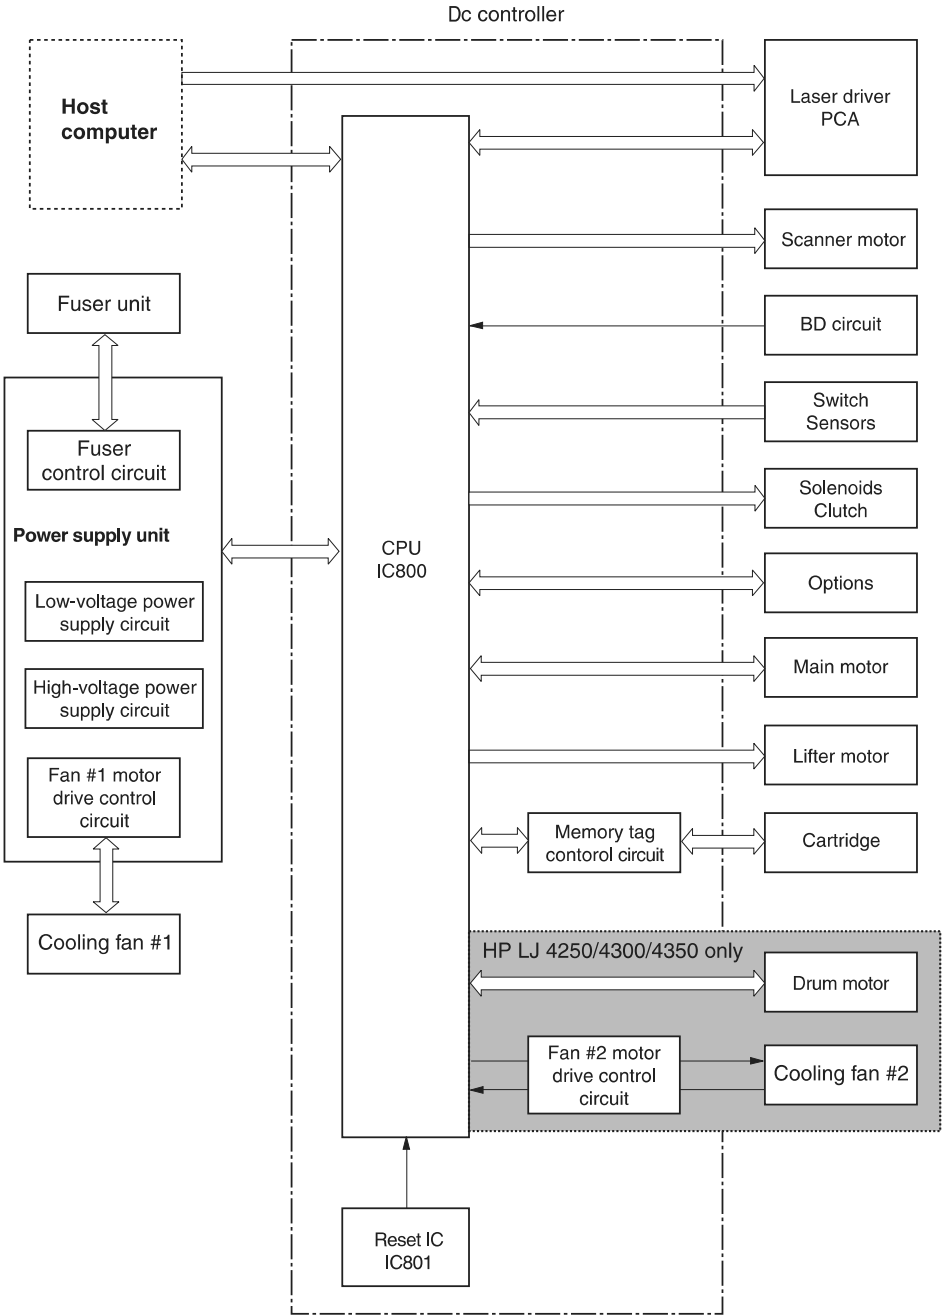 Dc controller
Host
computer
Laser driver
PCA
Scanner motor
Fuser unit
BD circuit
Switch
Sensors
Fuser
control circuit
Solenoids
Clutch
Power supply unit
CPU
IC800
Options
Low-voltage power
supply circuit
Main motor
High-voltage power
supply circuit
Lifter motor
Fan #1 motor
drive control
circuit
Memory tag
contorol circuit
Cartridge
Cooling fan #1
HP LJ 4250/4300/4350 only
Drum motor
Fan #2 motor
drive control
circuit
Cooling fan #2
Reset IC
IC801